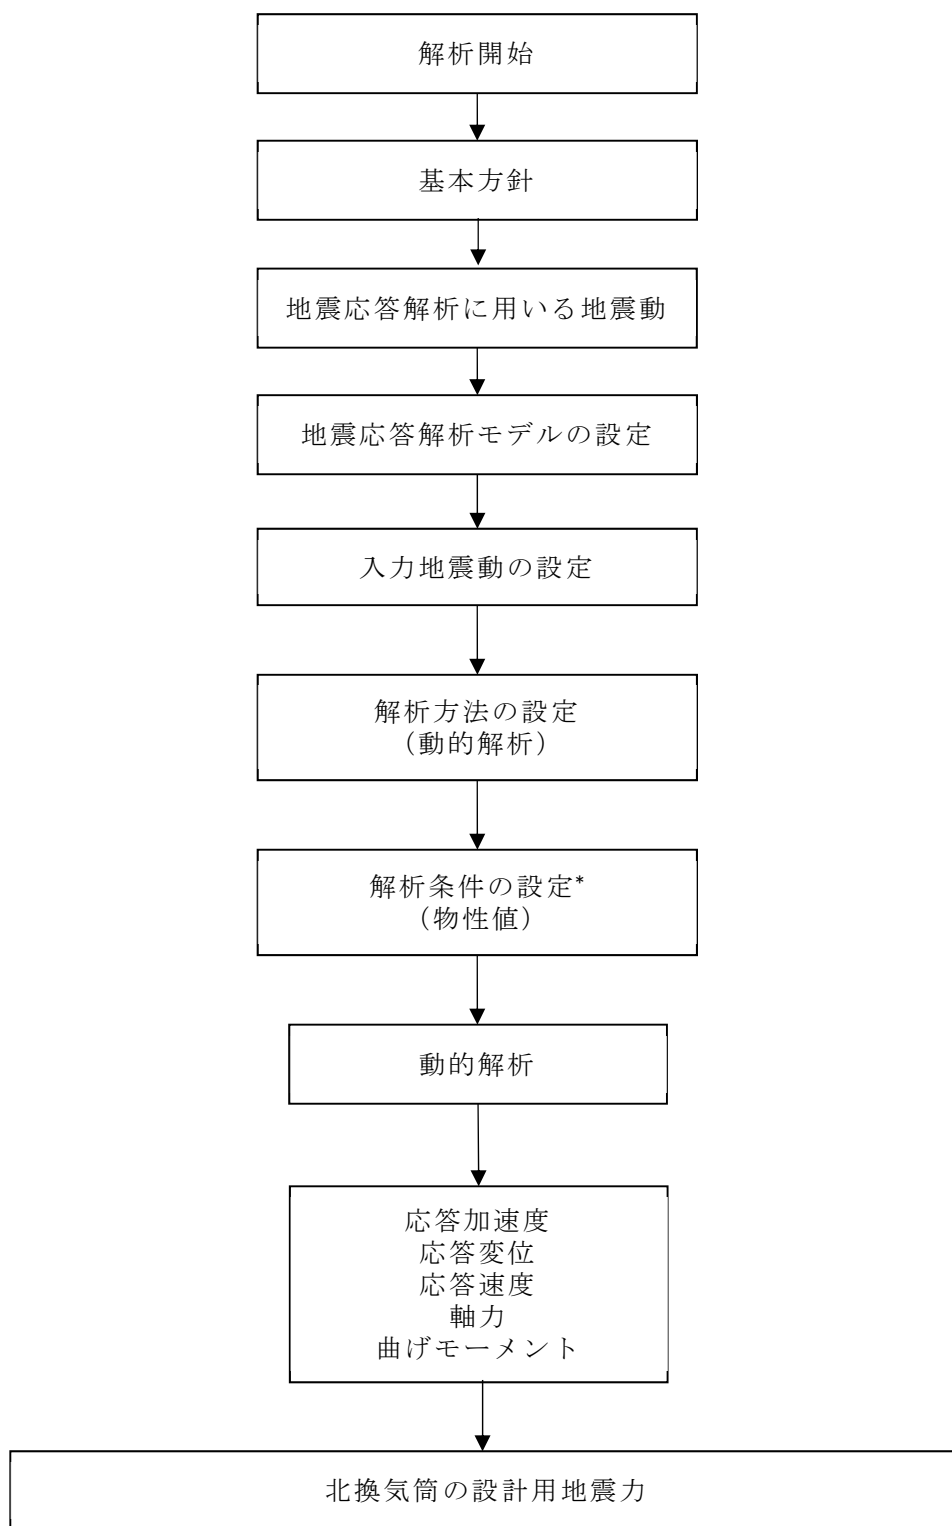 解析開始
基本方針
地震応答解析に用いる地震動
地震応答解析モデルの設定
入力地震動の設定
解析方法の設定
（動的解析）
解析条件の設定*
（物性値）
動的解析
応答加速度
応答変位
応答速度
軸力
曲げモーメント
北換気筒の設計用地震力